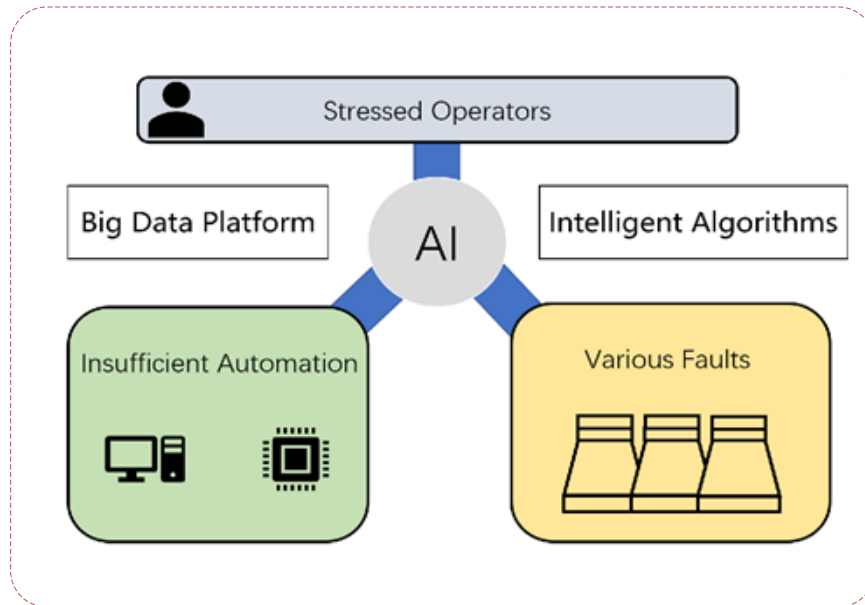 Stressed Operators
Big Data Platform
AI
Intelligent Algorithms
Insufficient Automation
Various Faults